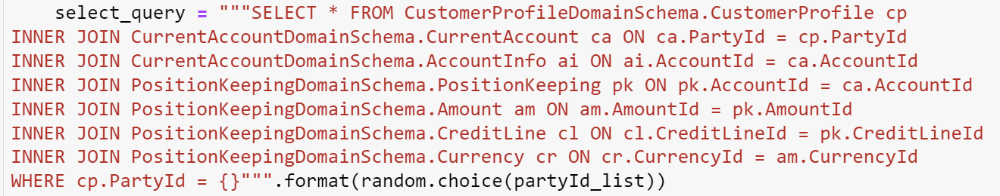 select_query = """SELECT * FROM CustomerProfileDomainSchema.CustomerProfile cp
INNER JOIN CurrentAccountDomainSchema.CurrentAccount ca ON ca.PartyId = cp.PartyId
INNER JOIN CurrentAccountDomainSchema.AccountInfo ai ON ai.AccountId = ca.AccountId
INNER JOIN PositionKeepingDomainSchema.PositionKeeping pk ON pk.AccountId = ca.AccountId
INNER JOIN PositionKeepingDomainSchema.Amount am ON am.AmountId = pk.AmountId
INNER JOIN PositionKeepingDomainSchema.CreditLine cl ON cl.CreditLineId = pk.CreditLineId
INNER JOIN PositionKeepingDomainSchema.Currency cr ON cr.CurrencyId = am.CurrencyId
WHERE cp.PartyId = {}""".format(random.choice(partyId_list))